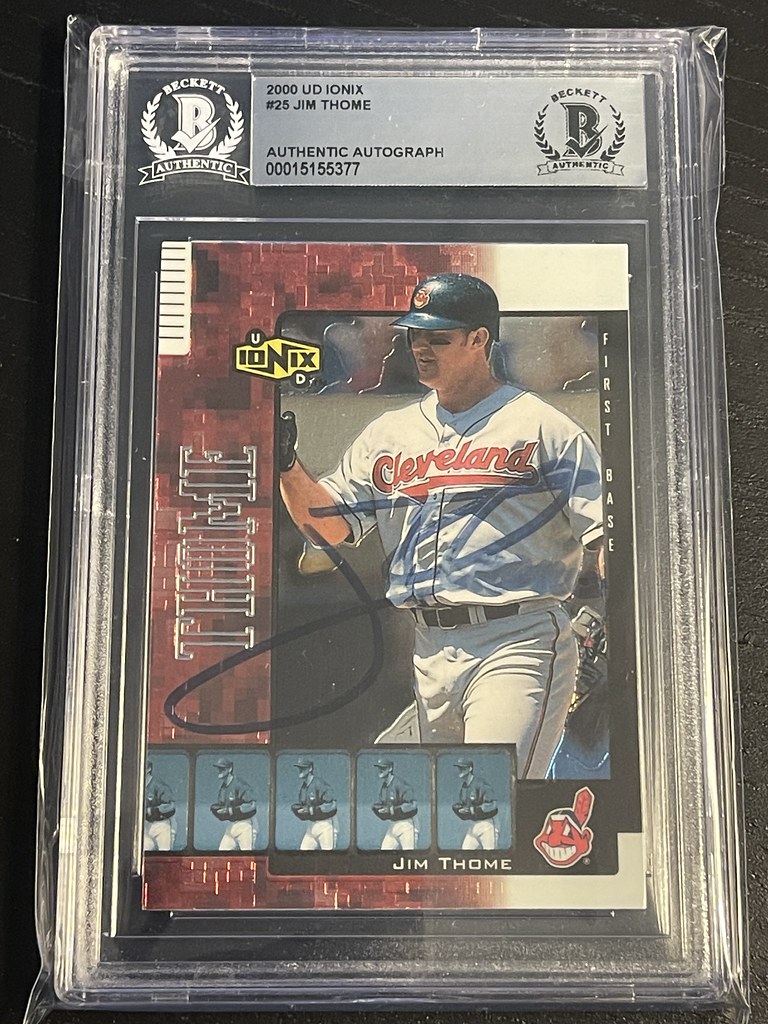 BECKETT
B
AUTHENTIC
2000 UD IONIX
#25 JIM THOME
AUTHENTIC AUTOGRAPH
00015155377
BECKETT
B
AUTHENTIC
U
IONIX
D
FIRST BASE
THOME
Cleveland
JIM THOME